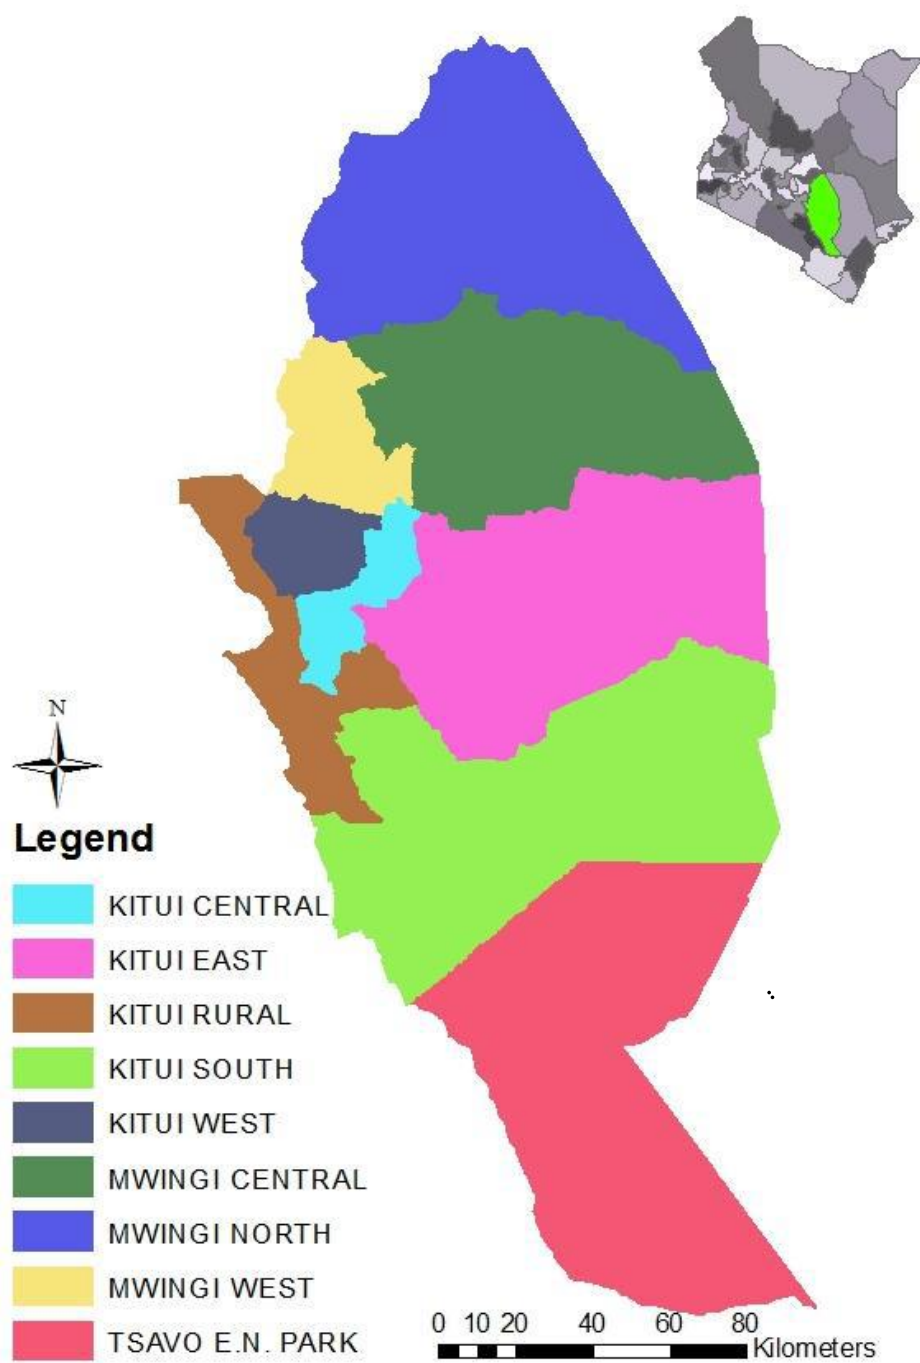 N
Legend
KITUI CENTRAL
KITUI EAST
KITUI RURAL
KITUI SOUTH
KITUI WEST
MWINGI CENTRAL
MWINGI NORTH
MWINGI WEST
TSAVO E.N. PARK
0 10 20 40 60 80
Kilometers